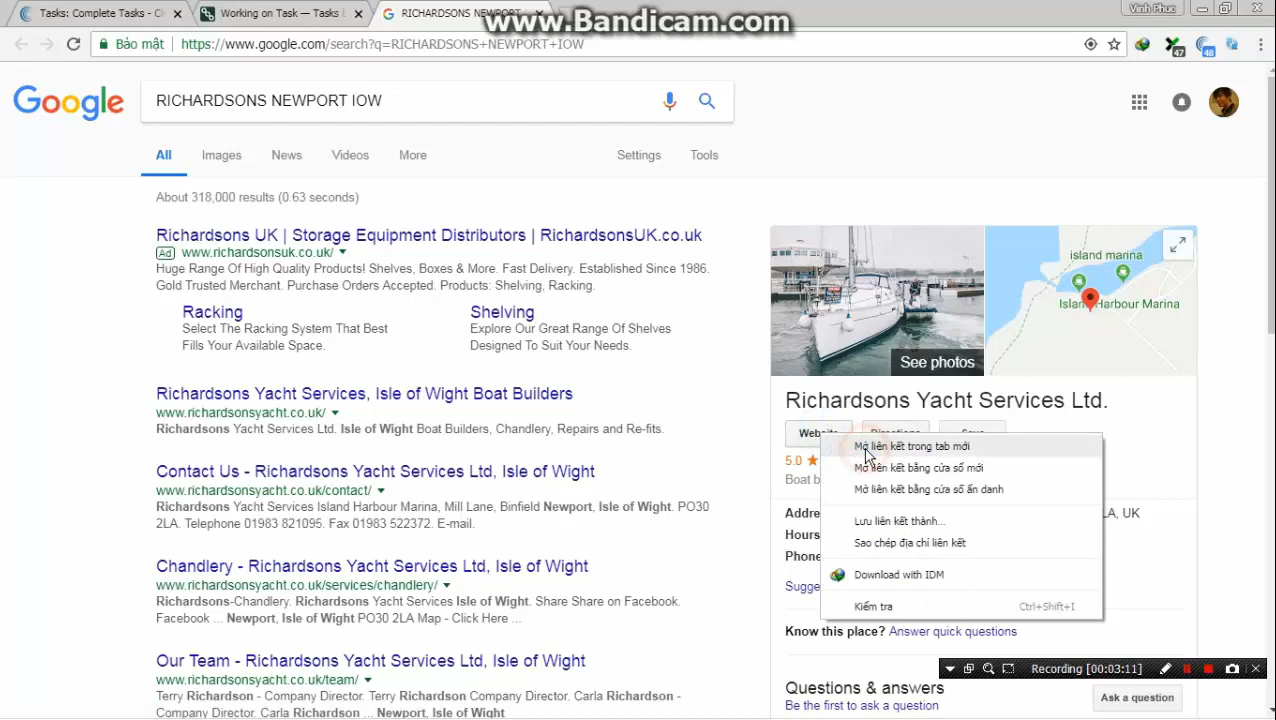 Tasks: Complete Tasks - Cl
Working on Task — Tasks
RICHARDSONS NEWPORT
www.Bandicam.com
Vinh Phuc
Bảo mật
https://www.google.com/search?q=RICHARDSONS+NEWPORT+IOW
47
48
Google
RICHARDSONS NEWPORT IOW
All
Images
News
Videos
More
Settings
Tools
About 318,000 results (0.63 seconds)
Richardsons UK | Storage Equipment Distributors | RichardsonsUK.co.uk
Ad www.richardsonsuk.co.uk/
Huge Range Of High Quality Products! Shelves, Boxes & More. Fast Delivery. Established Since 1986.
Gold Trusted Merchant. Purchase Orders Accepted. Products: Shelving, Racking.
Racking
Select The Racking System That Best
Fills Your Available Space.
Shelving
Explore Our Great Range Of Shelves
Designed To Suit Your Needs.
Richardsons Yacht Services, Isle of Wight Boat Builders
www.richardsonsyacht.co.uk/
Richardsons Yacht Services Ltd. Isle of Wight Boat Builders, Chandlery, Repairs and Re-fits.
Contact Us - Richardsons Yacht Services Ltd, Isle of Wight
www.richardsonsyacht.co.uk/contact/
Richardsons Yacht Services Island Harbour Marina, Mill Lane, Binfield Newport, Isle of Wight. PO30
2LA. Telephone 01983 821095. Fax 01983 522372. E-mail.
Chandlery - Richardsons Yacht Services Ltd, Isle of Wight
www.richardsonsyacht.co.uk/services/chandlery/
Richardsons-Chandlery. Richardsons Yacht Services Isle of Wight. Share Share on Facebook.
Facebook ... Newport, Isle of Wight PO30 2LA Map - Click Here ...
Our Team - Richardsons Yacht Services Ltd, Isle of Wight
www.richardsonsyacht.co.uk/team/
Terry Richardson - Company Director. Terry Richardson Company Director. Carla Richardson -
Company Director. Carla Richardson ... Newport, Isle of Wight
See photos
island marina
Island Harbour Marina
Richardsons Yacht Services Ltd.
Website
Directions
Save
5.0
Boat b
Addre
LA, UK
Hours
Phone
Sugge
Mở liên kết trong tab mới
Mở liên kết bằng cửa sổ mới
Mở liên kết bằng cửa sổ ẩn danh
Lưu liên kết thành...
Sao chép địa chỉ liên kết
Download with IDM
Kiểm tra Ctrl+Shift+I
Know this place? Answer quick questions
Recording [00:03:11]
Questions & answers
Be the first to ask a question
Ask a question